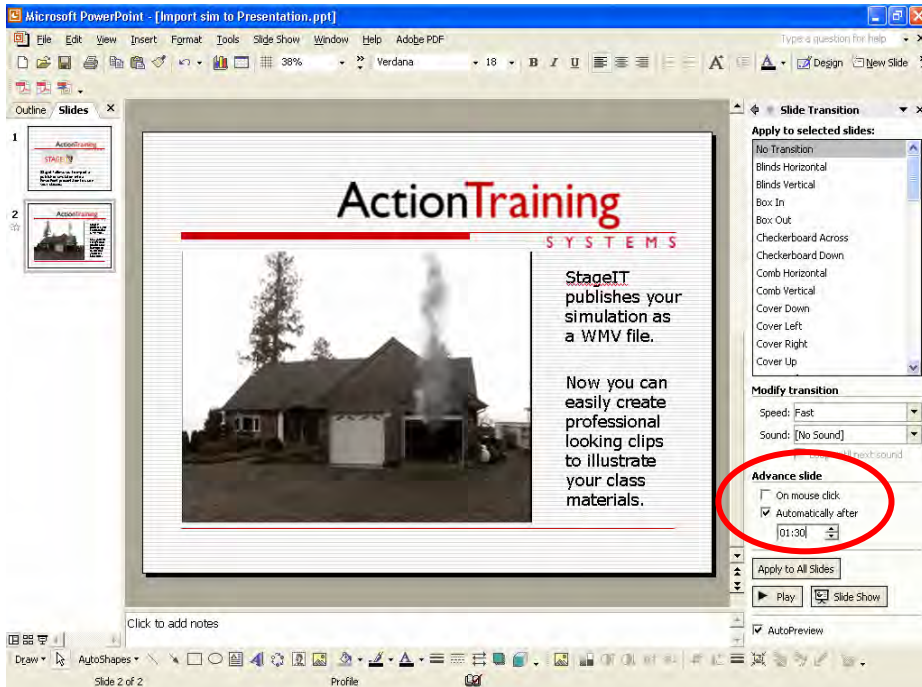 Microsoft PowerPoint - [Import sim to Presentation.ppt]
File Edit View Insert Format Tools Slide Show Window Help Adobe PDF
Type a question for help
38% Verdana 18 B I U A A Design New Slide
Outline Slides
Slide Transition
1
ActionTraining
STAGE
2
ActionTraining
ActionTraining
SYSTEMS
StageIT
publishes your
simulation as
a WMV file.
Now you can
easily create
professional
looking clips
to illustrate
your class
materials.
Apply to selected slides:
No Transition
Blinds Horizontal
Blinds Vertical
Box In
Box Out
Checkerboard Across
Checkerboard Down
Comb Horizontal
Comb Vertical
Cover Down
Cover Left
Cover Right
Cover Up
Modify transition
Speed: Fast
Sound: [No Sound]
next sound
Advance slide
On mouse click
Automatically after
01:30
Apply to All Slides
Play Slide Show
AutoPreview
Click to add notes
Draw AutoShapes A
Slide 2 of 2 Profile